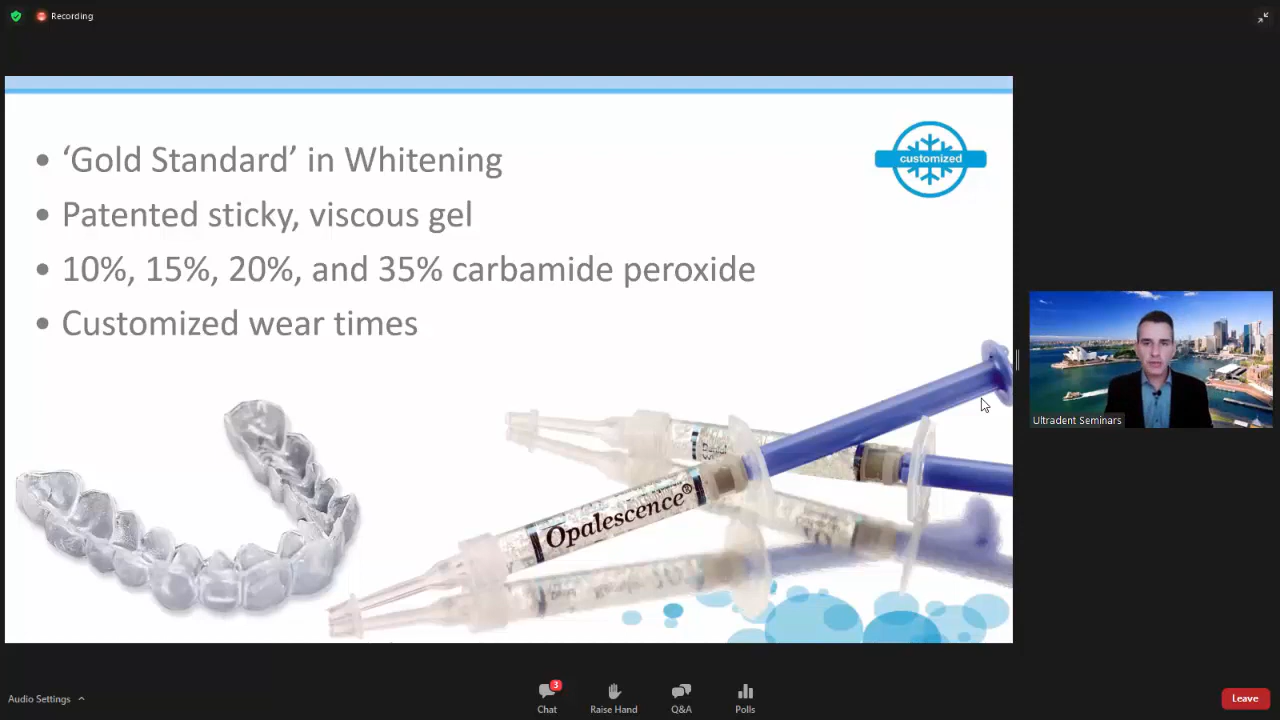 Recording
‘Gold Standard’ in Whitening
Patented sticky, viscous gel
10%, 15%, 20%, and 35% carbamide peroxide
Customized wear times
customized
Opalescence®
Ultradent Seminars
Audio Settings
3
Chat
Raise Hand
Q&A
Polls
Leave